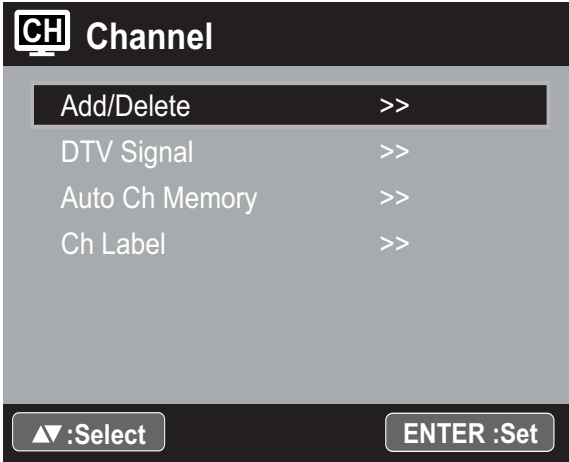 CH Channel
Add/Delete >>
DTV Signal >>
Auto Ch Memory >>
Ch Label >>
▲▼:Select ENTER :Set